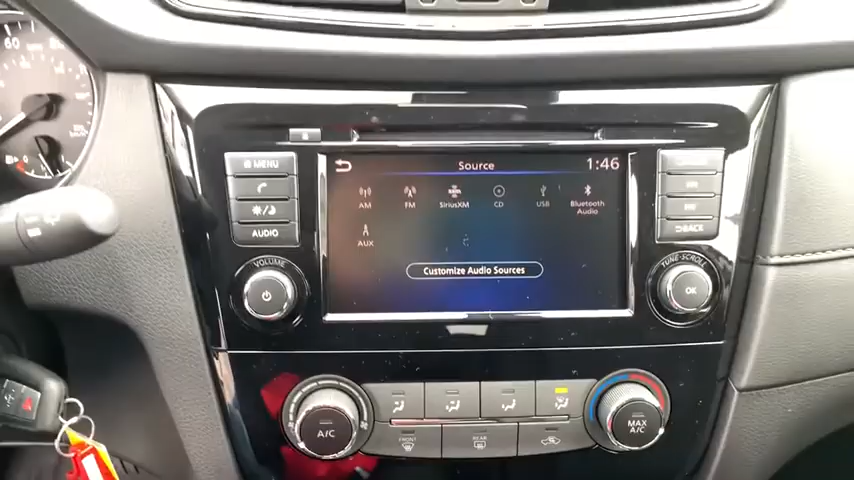 60
MENU
AUDIO
VOLUME
Source
1:46
AM
FM
SiriusXM
CD
USB
Bluetooth
Audio
AUX
Customize Audio Sources
BACK
TUNE·SCROLL
OK
A/C
FRONT
REAR
MAX
A/C